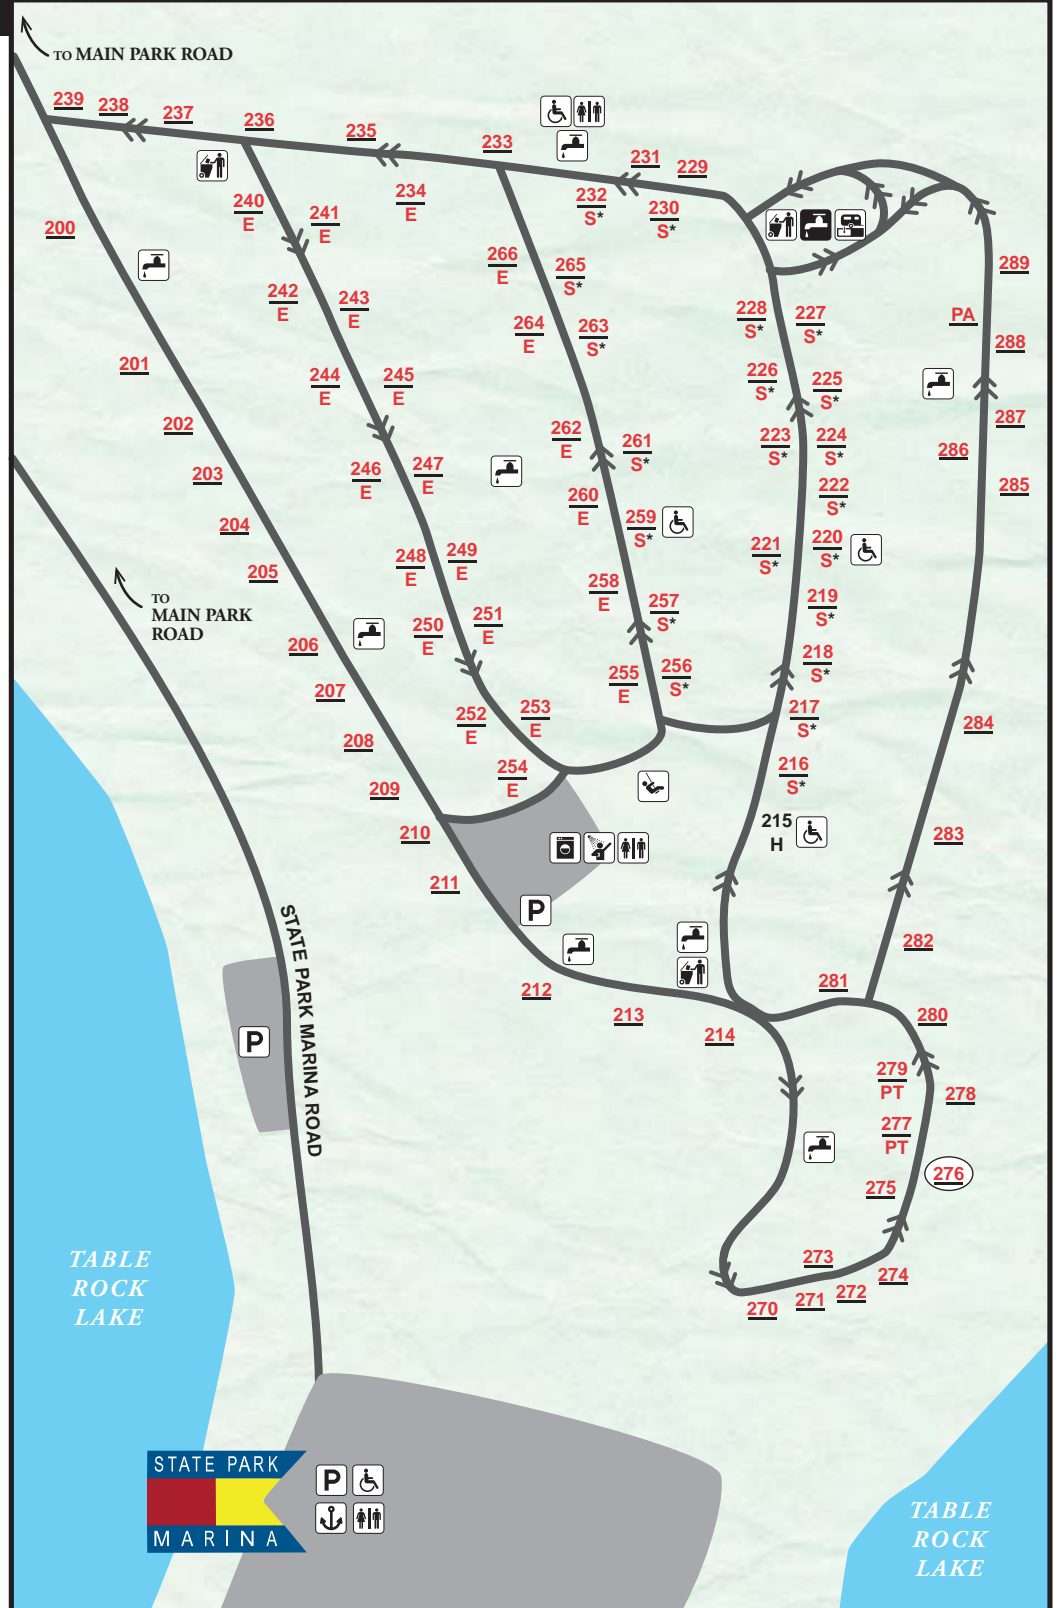 TO MAIN PARK ROAD
239
238
237
236
235
233
231
229
234
E
232
S*
230
S*
240
E
241
E
200
266
E
265
S*
289
242
E
243
E
264
E
263
S*
228
S*
227
S*
PA
288
201
244
E
245
E
226
S*
225
S*
202
262
E
261
S*
223
S*
224
S*
287
286
203
246
E
247
E
260
E
222
S*
285
204
259
S*
221
S*
220
S*
205
248
E
249
E
258
E
257
S*
219
S*
TO
MAIN PARK
ROAD
206
250
E
251
E
218
S*
207
255
E
256
S*
252
E
253
E
217
S*
284
208
254
E
216
S*
209
210
215
H
283
211
P
282
212
281
213
214
280
STATE PARK MARINA ROAD
P
279
PT
278
277
PT
276
275
TABLE
ROCK
LAKE
273
274
272
271
270
STATE PARK
MARINA
P
TABLE
ROCK
LAKE